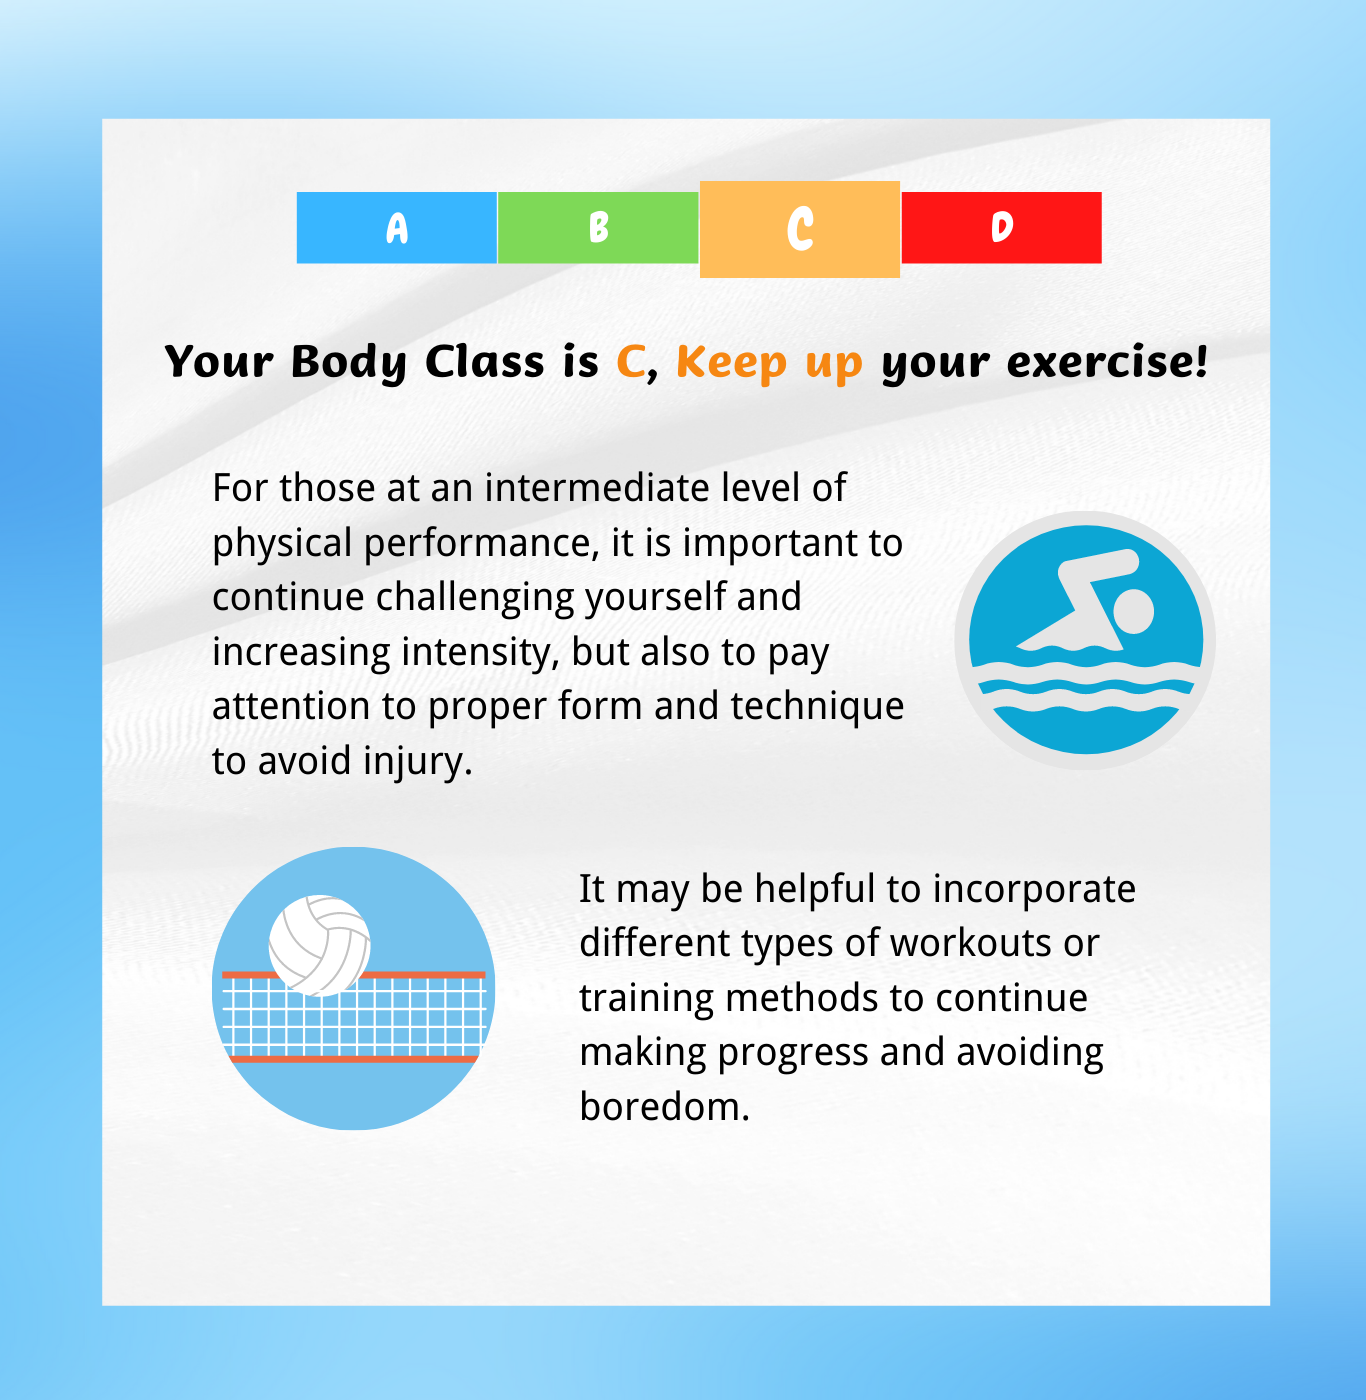 A B C D
Your Body Class is C, Keep up your exercise!
For those at an intermediate level of
physical performance, it is important to
continue challenging yourself and
increasing intensity, but also to pay
attention to proper form and technique
to avoid injury.
It may be helpful to incorporate
different types of workouts or
training methods to continue
making progress and avoiding
boredom.